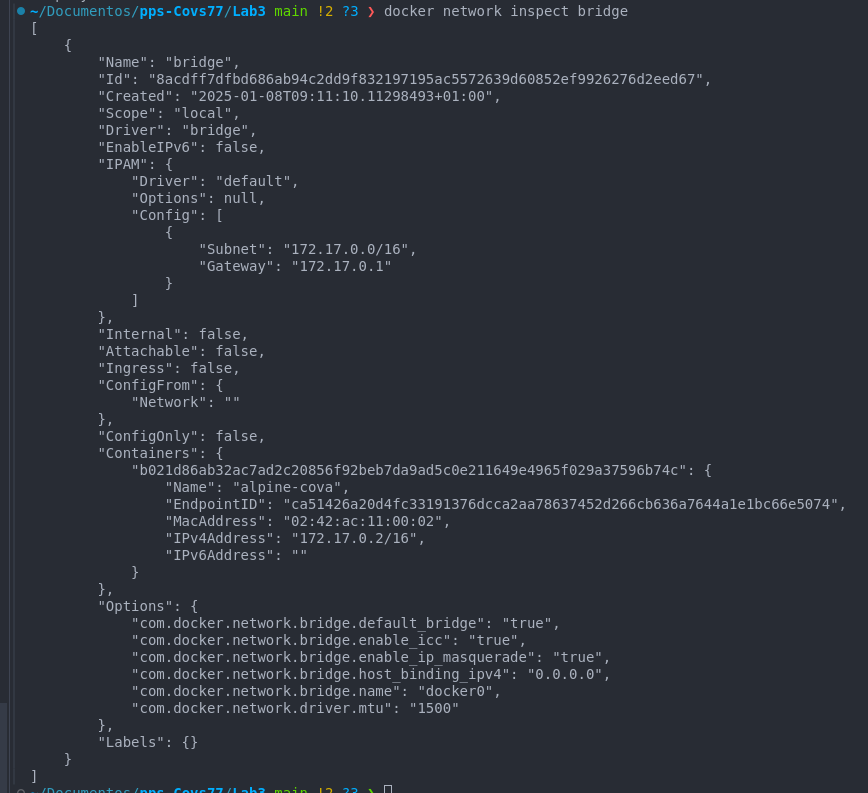 ~/Documentos/pps-Covs77/Lab3 main !2 ?3 ❯ docker network inspect bridge
[
    {
        "Name": "bridge",
        "Id": "8acdff7dfbd686ab94c2dd9f832197195ac5572639d60852ef9926276d2eed67",
        "Created": "2025-01-08T09:11:10.11298493+01:00",
        "Scope": "local",
        "Driver": "bridge",
        "EnableIPv6": false,
        "IPAM": {
            "Driver": "default",
            "Options": null,
            "Config": [
                {
                    "Subnet": "172.17.0.0/16",
                    "Gateway": "172.17.0.1"
                }
            ]
        },
        "Internal": false,
        "Attachable": false,
        "Ingress": false,
        "ConfigFrom": {
            "Network": ""
        },
        "ConfigOnly": false,
        "Containers": {
            "b021d86ab32ac7ad2c20856f92beb7da9ad5c0e211649e4965f029a37596b74c": {
                "Name": "alpine-cova",
                "EndpointID": "ca51426a20d4fc33191376dcca2aa78637452d266cb636a7644a1e1bc66e5074",
                "MacAddress": "02:42:ac:11:00:02",
                "IPv4Address": "172.17.0.2/16",
                "IPv6Address": ""
            }
        },
        "Options": {
            "com.docker.network.bridge.default_bridge": "true",
            "com.docker.network.bridge.enable_icc": "true",
            "com.docker.network.bridge.enable_ip_masquerade": "true",
            "com.docker.network.bridge.host_binding_ipv4": "0.0.0.0",
            "com.docker.network.bridge.name": "docker0",
            "com.docker.network.driver.mtu": "1500"
        },
        "Labels": {}
    }
]
~/Documentos/pps-Covs77/Lab3 main !2 ?3 ❯